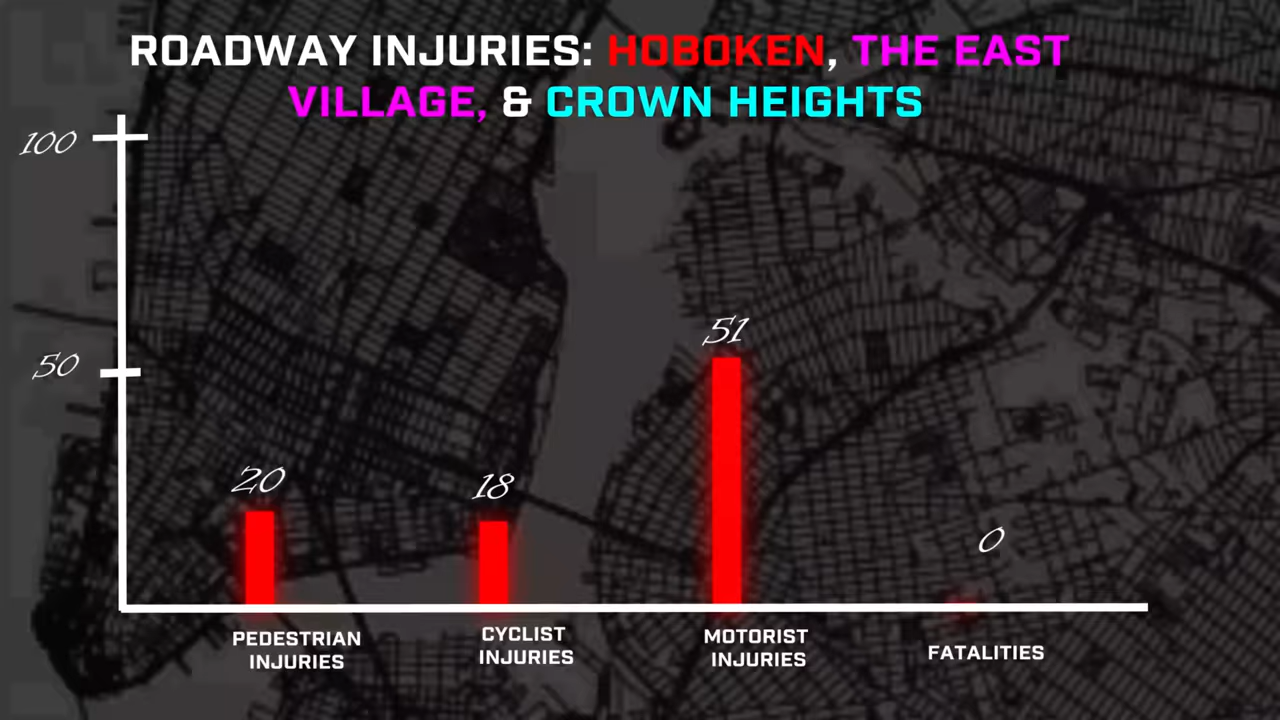 ROADWAY INJURIES: HOBOKEN, THE EAST
VILLAGE, & CROWN HEIGHTS
100
50
20
18
51
0
PEDESTRIAN
INJURIES
CYCLIST
INJURIES
MOTORIST
INJURIES
FATALITIES